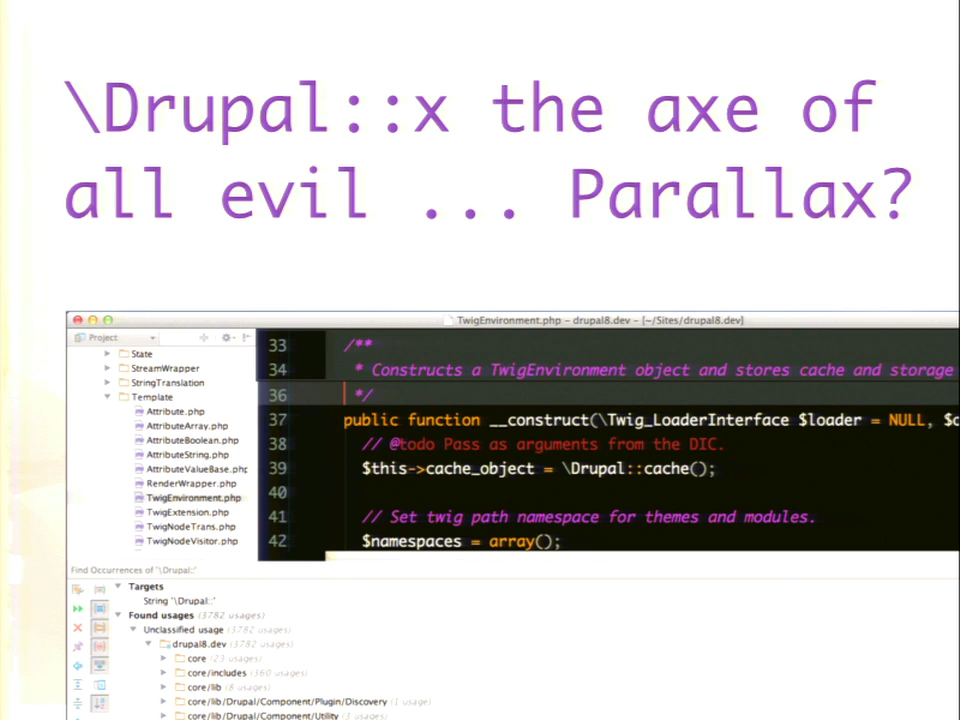 \Drupal::x the axe of
all evil ... Parallax?
TwigEnvironment.php – drupal8.dev – [~/Sites/drupal8.dev]
Project
State
StreamWrapper
StringTranslation
Template
Attribute.php
AttributeArray.php
AttributeBoolean.php
AttributeString.php
AttributeValueBase.php
RenderWrapper.php
TwigEnvironment.php
TwigExtension.php
TwigNodeTrans.php
TwigNodeVisitor.php
33 /**
34 * Constructs a TwigEnvironment object and stores cache and storage
36 */
37 public function __construct(\Twig_LoaderInterface $loader = NULL, $c
38 // @todo Pass as arguments from the DIC.
39 $this->cache_object = \Drupal::cache();
40
41 // Set twig path namespace for themes and modules.
42 $namespaces = array();
Find Occurrences of '\Drupal::'
Targets
String '\Drupal::'
Found usages (3782 usages)
Unclassified usage (3782 usages)
drupal8.dev (3782 usages)
core (23 usages)
core/includes (360 usages)
core/lib (8 usages)
core/lib/Drupal/Component/Plugin/Discovery (1 usage)
core/lib/Drupal/Component/Utility (3 usages)